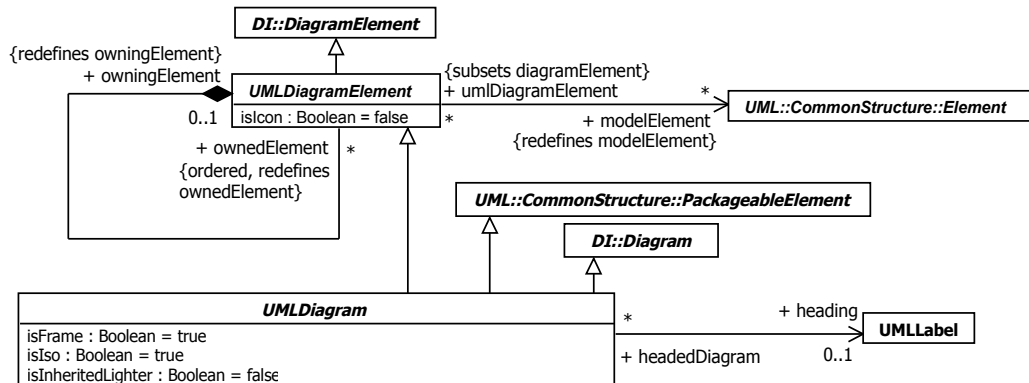 DI::DiagramElement
{redefines owningElement}
+ owningElement
{subsets diagramElement}
+ umlDiagramElement
*
UMLDiagramElement
isIcon : Boolean = false
UML::CommonStructure::Element
0..1
*
+ modelElement
{redefines modelElement}
+ ownedElement
*
{ordered, redefines
ownedElement}
UML::CommonStructure::PackageableElement
DI::Diagram
UMLDiagram
isFrame : Boolean = true
isIso : Boolean = true
isInheritedLighter : Boolean = false
*
+ heading
UMLLabel
+ headedDiagram
0..1